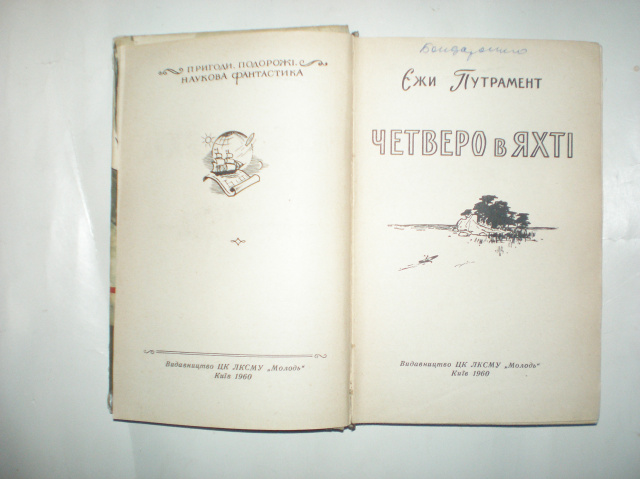 ПРИГОДИ, ПОДОРОЖІ,
НАУКОВА ФАНТАСТИКА
Видавництво ЦК ЛКСМУ „Молодь“
Київ 1960
Єжи Путрамент
ЧЕТВЕРО В ЯХТІ
Видавництво ЦК ЛКСМУ „Молодь“
Київ 1960